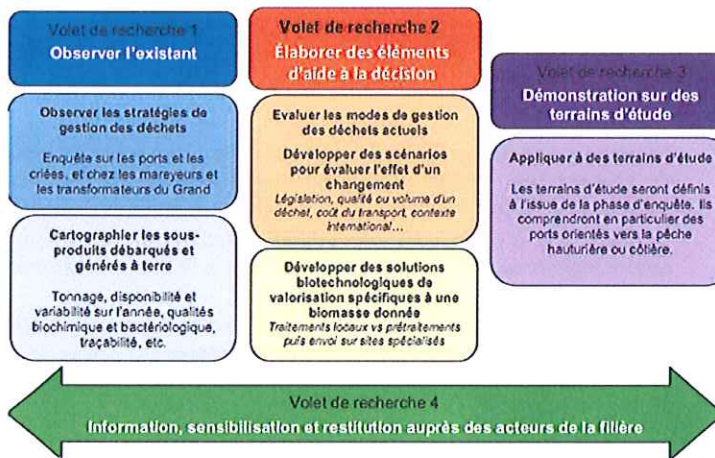 Volet de recherche 1
Observer l'existant
Observer les stratégies de
gestion des déchets
Enquête sur les ports et les
criées, et chez les mareyeurs et
les transformateurs du Grand
Cartographier les sous-
produits débarqués et
générés à terre
Tonnage, disponibilité et
variabilité sur l'année, qualités
biochimique et bactériologique,
traçabilité, etc.
Volet de recherche 2
Élaborer des éléments
d'aide à la décision
Evaluer les modes de gestion
des déchets actuels
Développer des scénarios
pour évaluer l'effet d'un
changement
Législation, qualité ou volume d'un
déchet, coût du transport, contexte
international…
Développer des solutions
biotechnologiques de
valorisation spécifiques à une
biomasse donnée
Traitements locaux vs prétraitements
puis envoi sur sites spécialisés
Volet de recherche 3
Démonstration sur des
terrains d'étude
Appliquer à des terrains d'étude
Les terrains d'étude seront définis
à l'issue de la phase d'enquête. Ils
comprendront en particulier des
ports orientés vers la pêche
hauturière ou côtière.
Volet de recherche 4
Information, sensibilisation et restitution auprès des acteurs de la filière